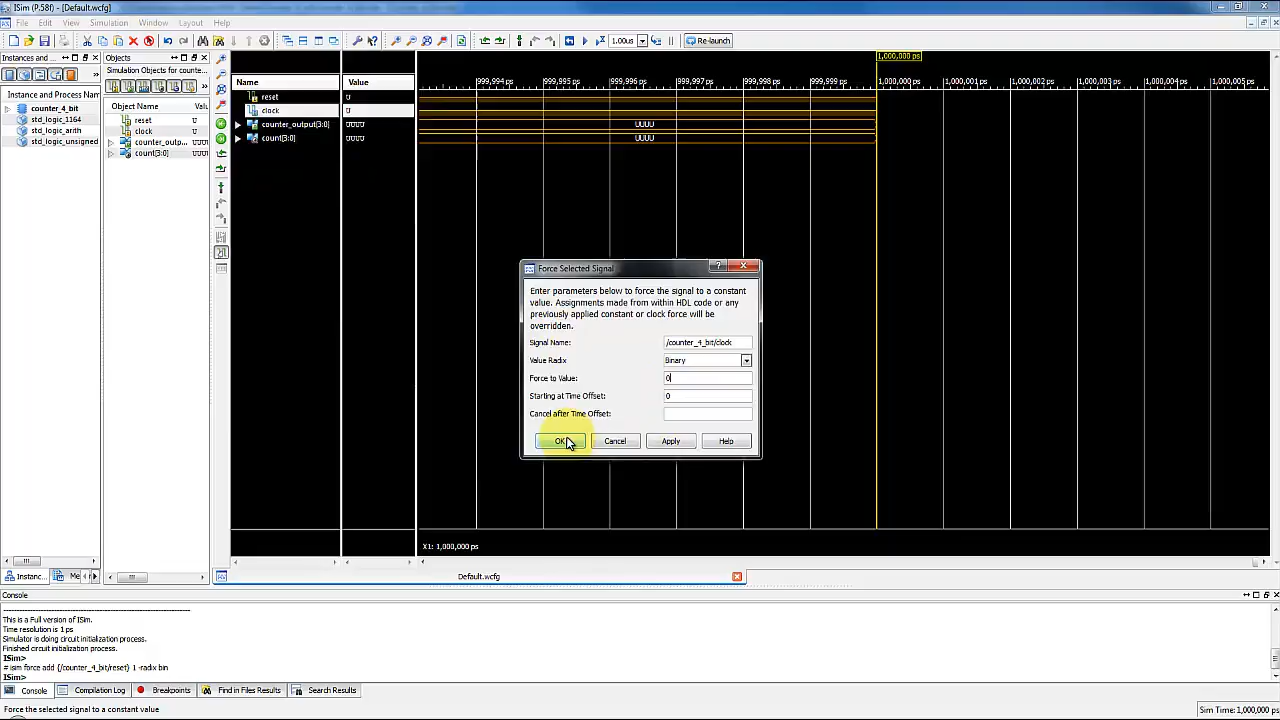 ISim (P.58f) - [Default.wcfg]
File Edit View Simulation Window Layout Help
1.00us Re-launch
Instances and ...
Instance and Process Nam
counter_4_bit
std_logic_1164
std_logic_arith
std_logic_unsigned
Objects
Simulation Objects for counte...
Object Name Valu
reset U
clock U
counter_outp... UUUU
count[3:0] UUUU
Name Value
reset U
clock U
counter_output[3:0] UUUU
count[3:0] UUUU
1,000,000 ps
999,994 ps 999,995 ps 999,996 ps 999,997 ps 999,998 ps 999,999 ps 1,000,000 ps 1,000,001 ps 1,000,002 ps 1,000,003 ps 1,000,004 ps 1,000,005 ps
UUUU
UUUU
Force Selected Signal
Enter parameters below to force the signal to a constant
value. Assignments made from within HDL code or any
previously applied constant or clock force will be
overridden.
Signal Name: /counter_4_bit/clock
Value Radix Binary
Force to Value: 0
Starting at Time Offset: 0
Cancel after Time Offset:
OK Cancel Apply Help
X1: 1,000,000 ps
Instanc Me
Default.wcfg
Console
This is a Full version of ISim.
Time resolution is 1 ps
Simulator is doing circuit initialization process.
Finished circuit initialization process.
ISim>
# isim force add {/counter_4_bit/reset} 1 -radix bin
ISim>
Console Compilation Log Breakpoints Find in Files Results Search Results
Force the selected signal to a constant value Sim Time: 1,000,000 ps